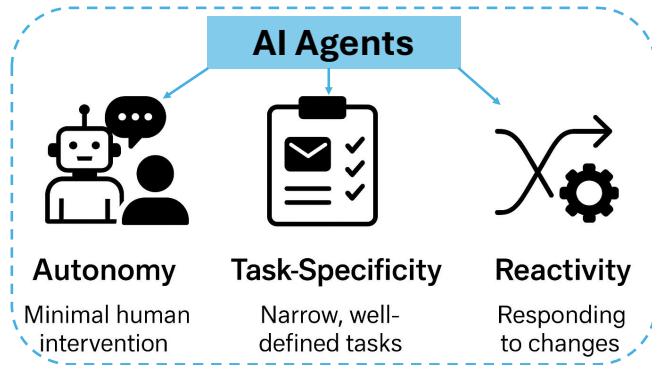 AI Agents
Autonomy
Minimal human
intervention
Task-Specificity
Narrow, well-
defined tasks
Reactivity
Responding
to changes